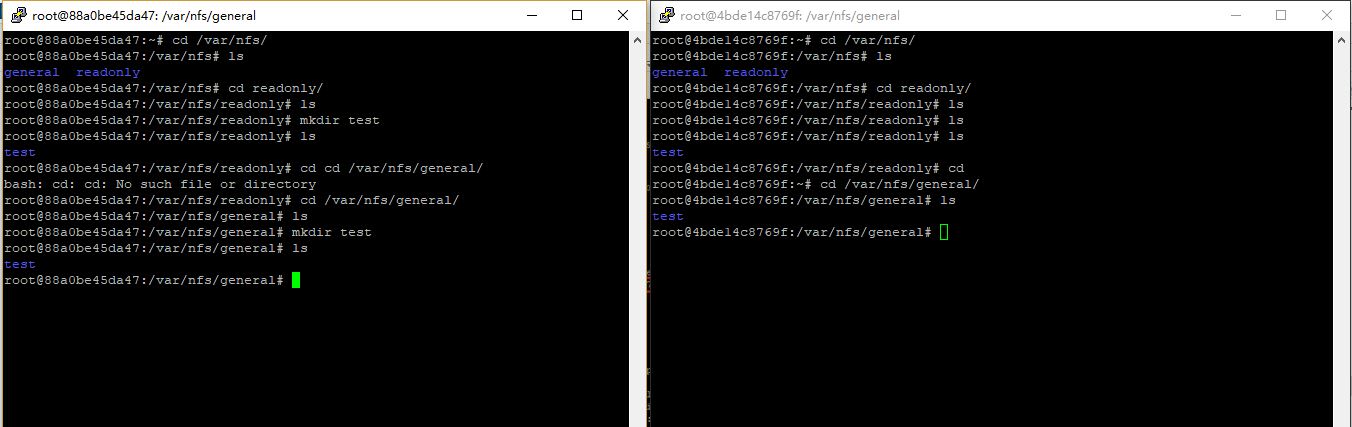 root@88a0be45da47: /var/nfs/general
root@88a0be45da47:~# cd /var/nfs/
root@88a0be45da47:/var/nfs# ls
general  readonly
root@88a0be45da47:/var/nfs# cd readonly/
root@88a0be45da47:/var/nfs/readonly# ls
root@88a0be45da47:/var/nfs/readonly# mkdir test
root@88a0be45da47:/var/nfs/readonly# ls
test
root@88a0be45da47:/var/nfs/readonly# cd cd /var/nfs/general/
bash: cd: cd: No such file or directory
root@88a0be45da47:/var/nfs/readonly# cd /var/nfs/general/
root@88a0be45da47:/var/nfs/general# ls
root@88a0be45da47:/var/nfs/general# mkdir test
root@88a0be45da47:/var/nfs/general# ls
test
root@88a0be45da47:/var/nfs/general#
root@4bde14c8769f: /var/nfs/general
root@4bde14c8769f:~# cd /var/nfs/
root@4bde14c8769f:/var/nfs# ls
general  readonly
root@4bde14c8769f:/var/nfs# cd readonly/
root@4bde14c8769f:/var/nfs/readonly# ls
root@4bde14c8769f:/var/nfs/readonly# ls
root@4bde14c8769f:/var/nfs/readonly# ls
test
root@4bde14c8769f:/var/nfs/readonly# cd
root@4bde14c8769f:~# cd /var/nfs/general/
root@4bde14c8769f:/var/nfs/general# ls
test
root@4bde14c8769f:/var/nfs/general#